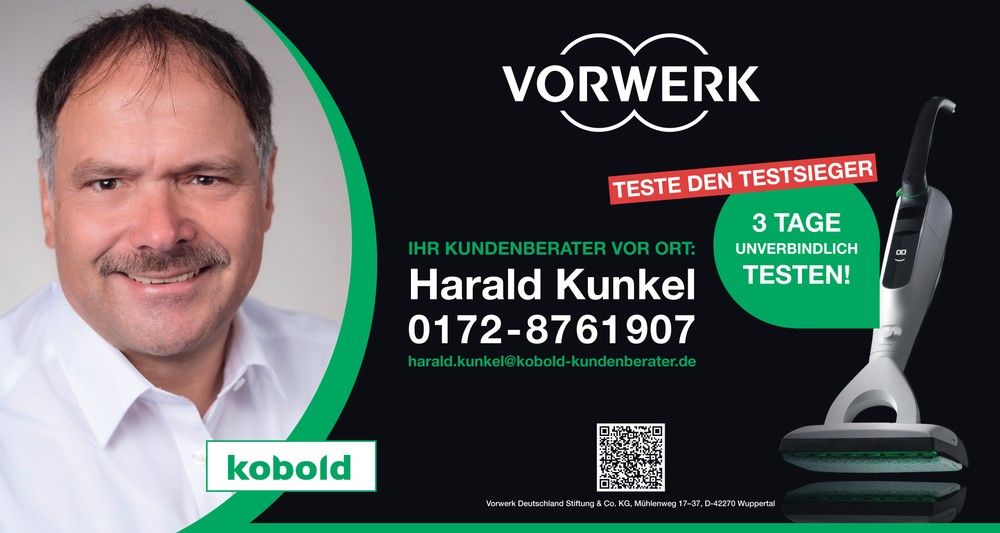 VORWERK
TESTE DEN TESTSIEGER
3 TAGE
UNVERBINDLICH
TESTEN!
IHR KUNDENBERATER VOR ORT:
Harald Kunkel
0172-8761907
harald.kunkel@kobold-kundenberater.de
kobold
Vorwerk Deutschland Stiftung & Co. KG, Mühlenweg 17–37, D-42270 Wuppertal